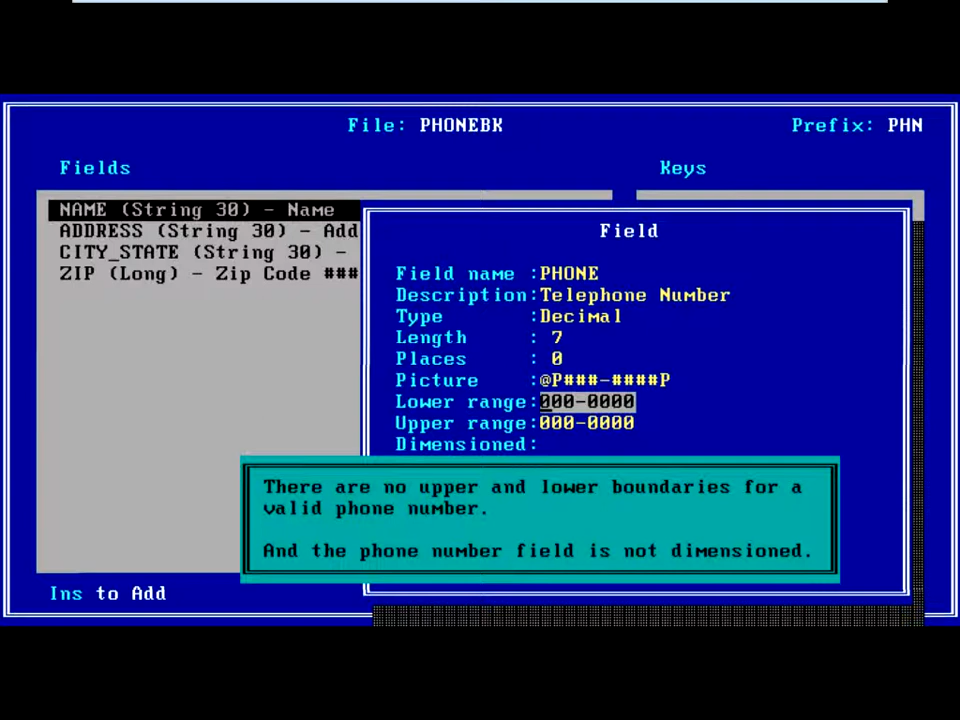 File: PHONEBK
Prefix: PHN
Fields
Keys
NAME (String 30) - Name
ADDRESS (String 30) - Add
CITY_STATE (String 30) -
ZIP (Long) - Zip Code ###
Field
Field name :PHONE
Description:Telephone Number
Type :Decimal
Length : 7
Places : 0
Picture :@P###-####P
Lower range:000-0000
Upper range:000-0000
Dimensioned:
There are no upper and lower boundaries for a
valid phone number.
And the phone number field is not dimensioned.
Ins to Add